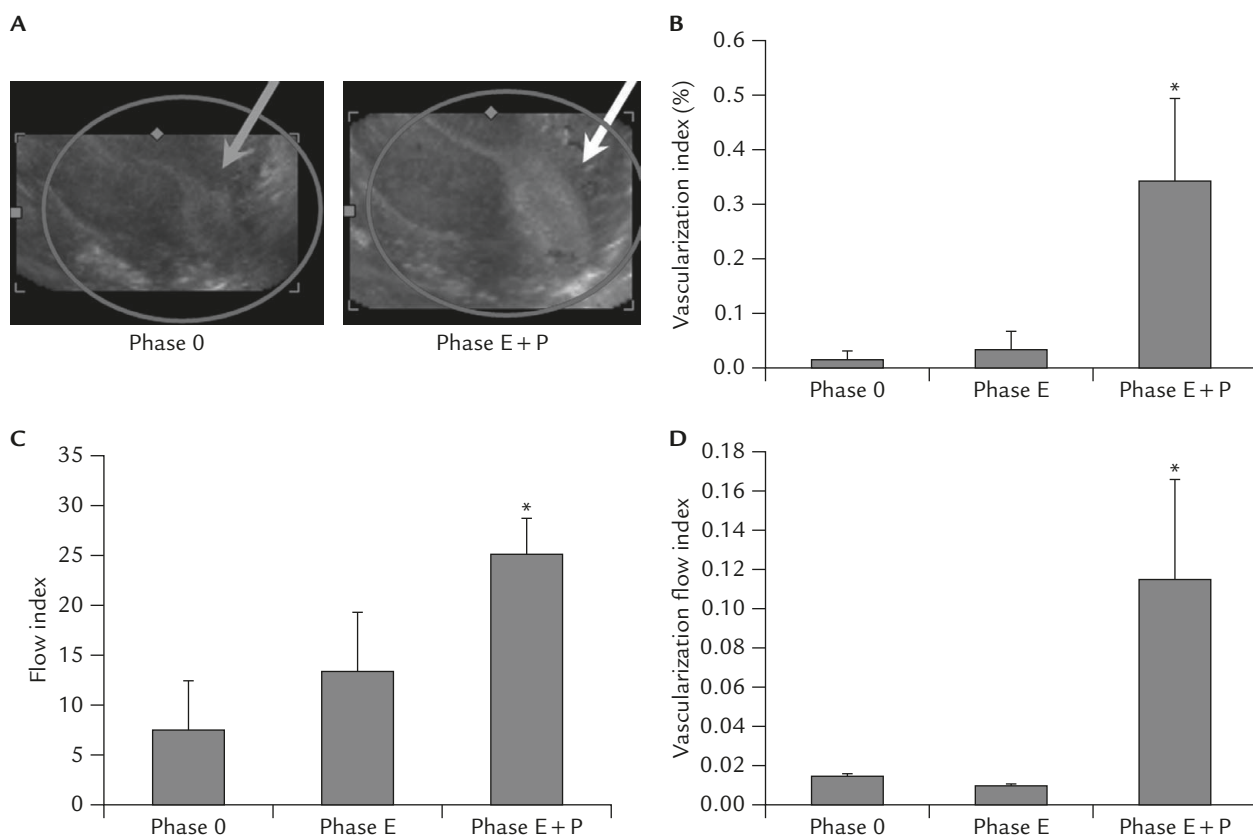 A
Phase 0
Phase E + P
B
Vascularization index (%)
0.6
0.5
0.4
0.3
0.2
0.1
0.0
*
Phase 0
Phase E
Phase E + P
C
Flow index
35
30
25
20
15
10
5
0
*
Phase 0
Phase E
Phase E + P
D
Vascularization flow index
0.18
0.16
0.14
0.12
0.10
0.08
0.06
0.04
0.02
0.00
*
Phase 0
Phase E
Phase E + P